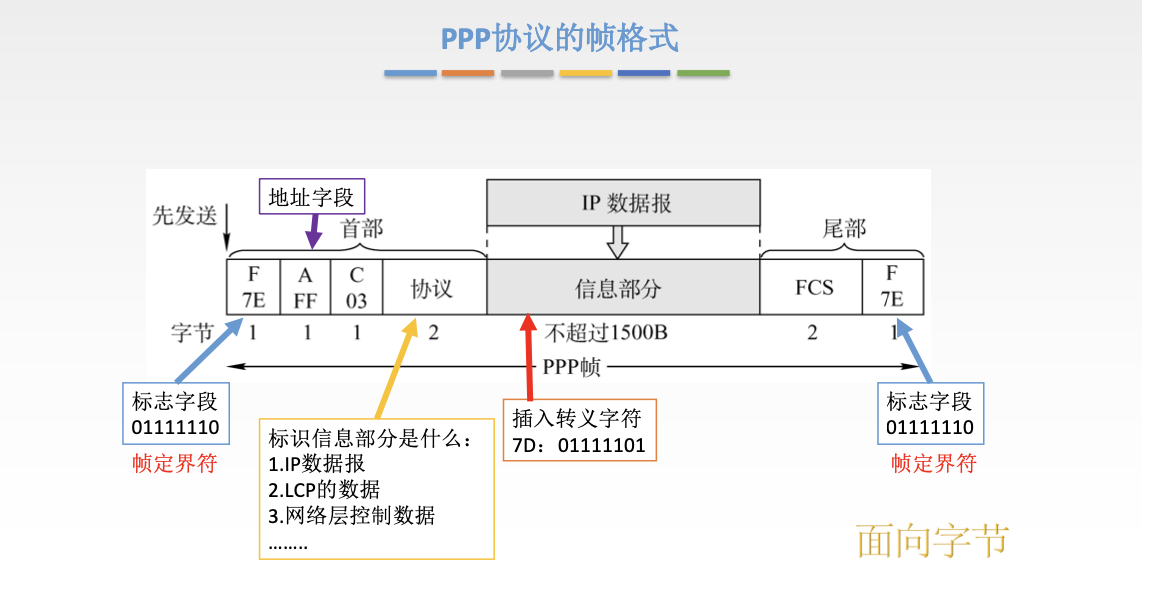 PPP协议的帧格式
地址字段
IP 数据报
先发送
首部
尾部
F
7E
A
FF
C
03
协议
信息部分
FCS
F
7E
字节
1
1
1
2
不超过1500B
2
1
PPP帧
标志字段
01111110
帧定界符
标识信息部分是什么：
1.IP数据报
2.LCP的数据
3.网络层控制数据
……..
插入转义字符
7D：01111101
标志字段
01111110
帧定界符
面向字节